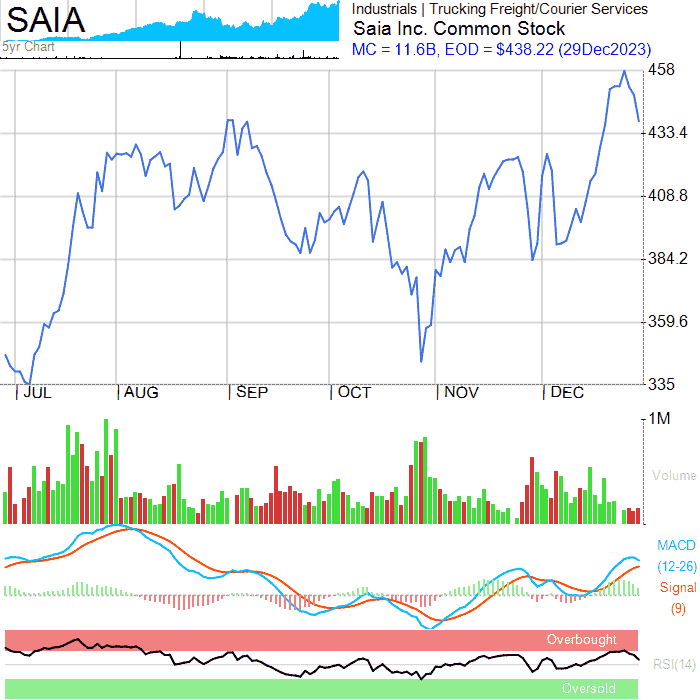 SAIA
5yr Chart
Industrials | Trucking Freight/Courier Services
Saia Inc. Common Stock
MC = 11.6B, EOD = $438.22 (29Dec2023)
458
433.4
408.8
384.2
359.6
335
JUL AUG SEP OCT NOV DEC
1M
Volume
MACD
(12-26)
Signal
(9)
Overbought
RSI(14)
Oversold